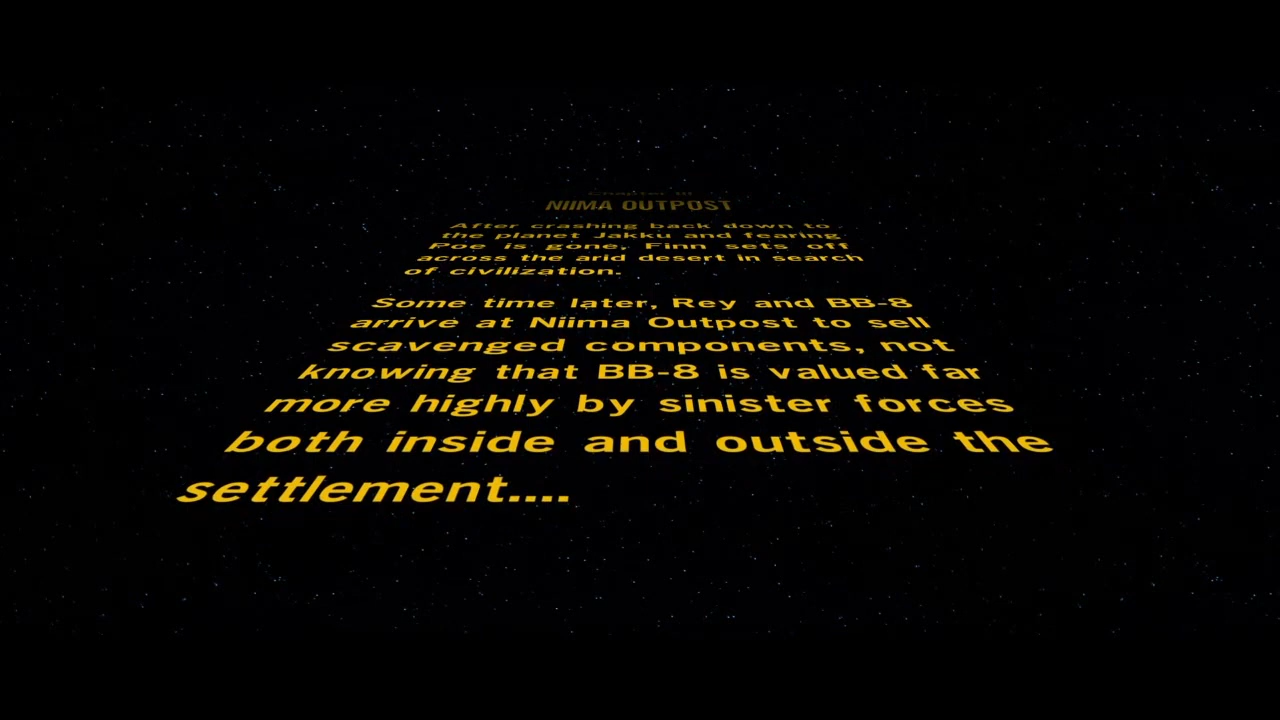 Chapter III
NIIMA OUTPOST
After crashing back down to
the planet Jakku and fearing
Poe is gone, Finn sets off
across the arid desert in search
of civilization.
Some time later, Rey and BB-8
arrive at Niima Outpost to sell
scavenged components, not
knowing that BB-8 is valued far
more highly by sinister forces
both inside and outside the
settlement....